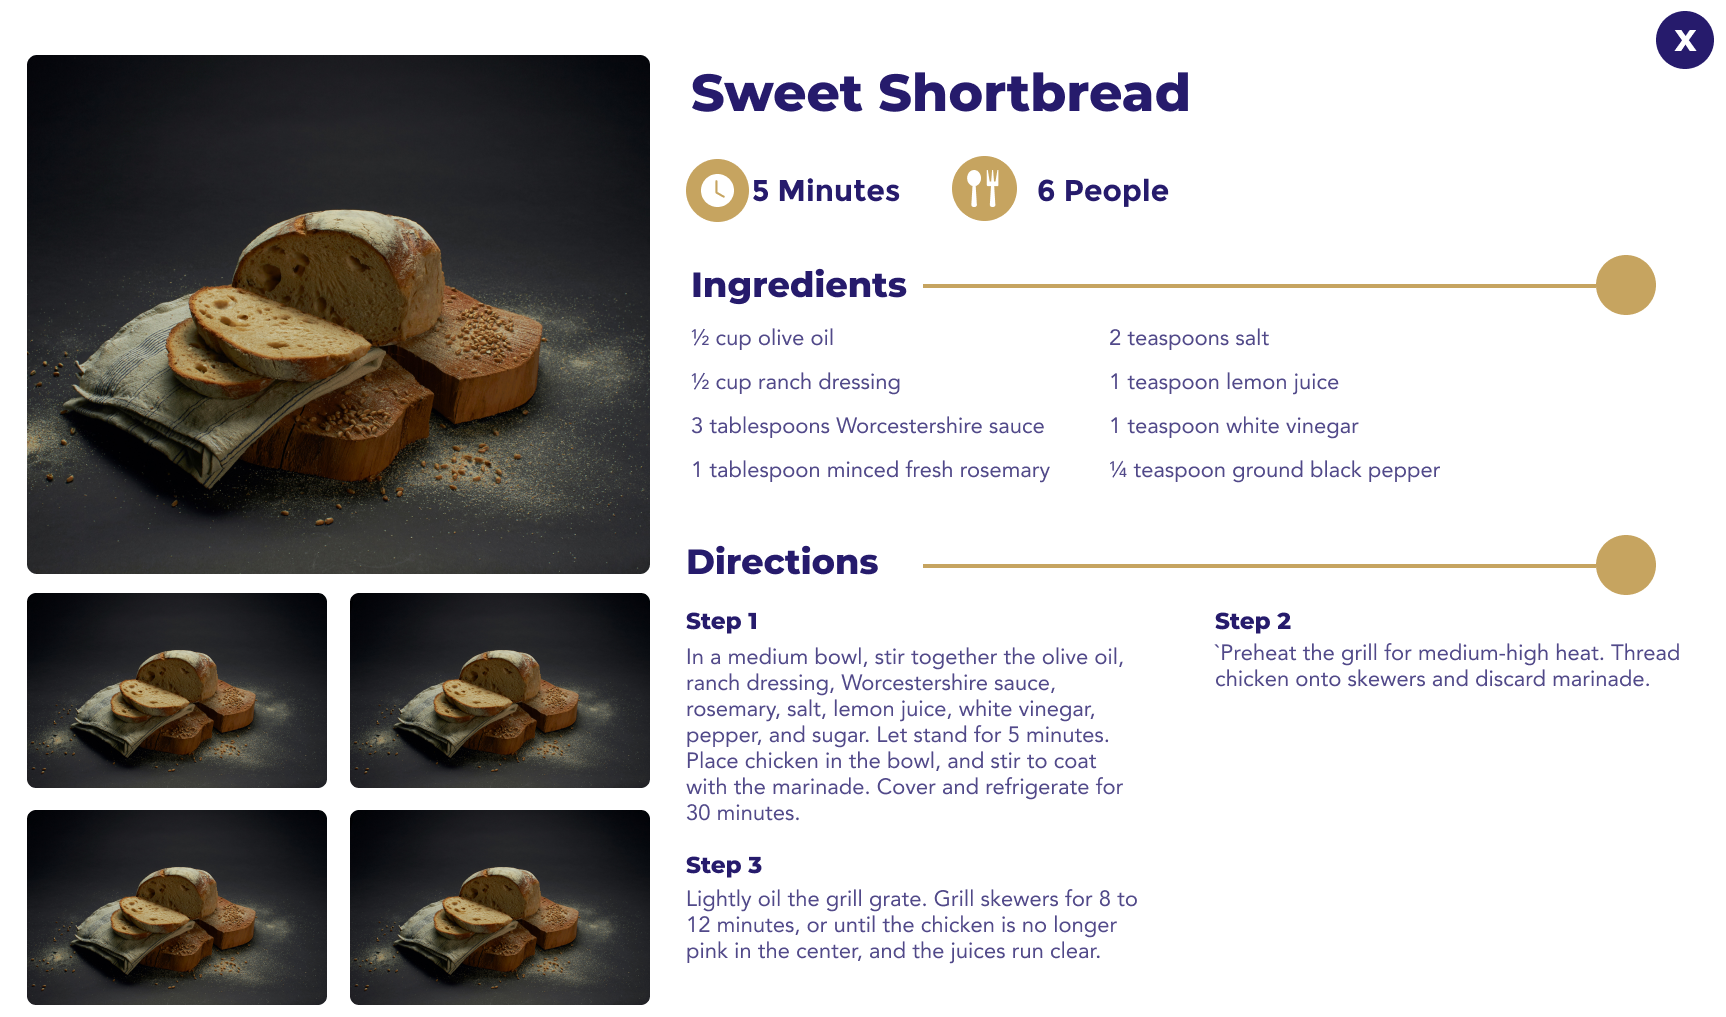 X
Sweet Shortbread
5 Minutes
6 People
Ingredients
½ cup olive oil
½ cup ranch dressing
3 tablespoons Worcestershire sauce
1 tablespoon minced fresh rosemary
2 teaspoons salt
1 teaspoon lemon juice
1 teaspoon white vinegar
¼ teaspoon ground black pepper
Directions
Step 1
In a medium bowl, stir together the olive oil,
ranch dressing, Worcestershire sauce,
rosemary, salt, lemon juice, white vinegar,
pepper, and sugar. Let stand for 5 minutes.
Place chicken in the bowl, and stir to coat
with the marinade. Cover and refrigerate for
30 minutes.
Step 2
`Preheat the grill for medium-high heat. Thread
chicken onto skewers and discard marinade.
Step 3
Lightly oil the grill grate. Grill skewers for 8 to
12 minutes, or until the chicken is no longer
pink in the center, and the juices run clear.